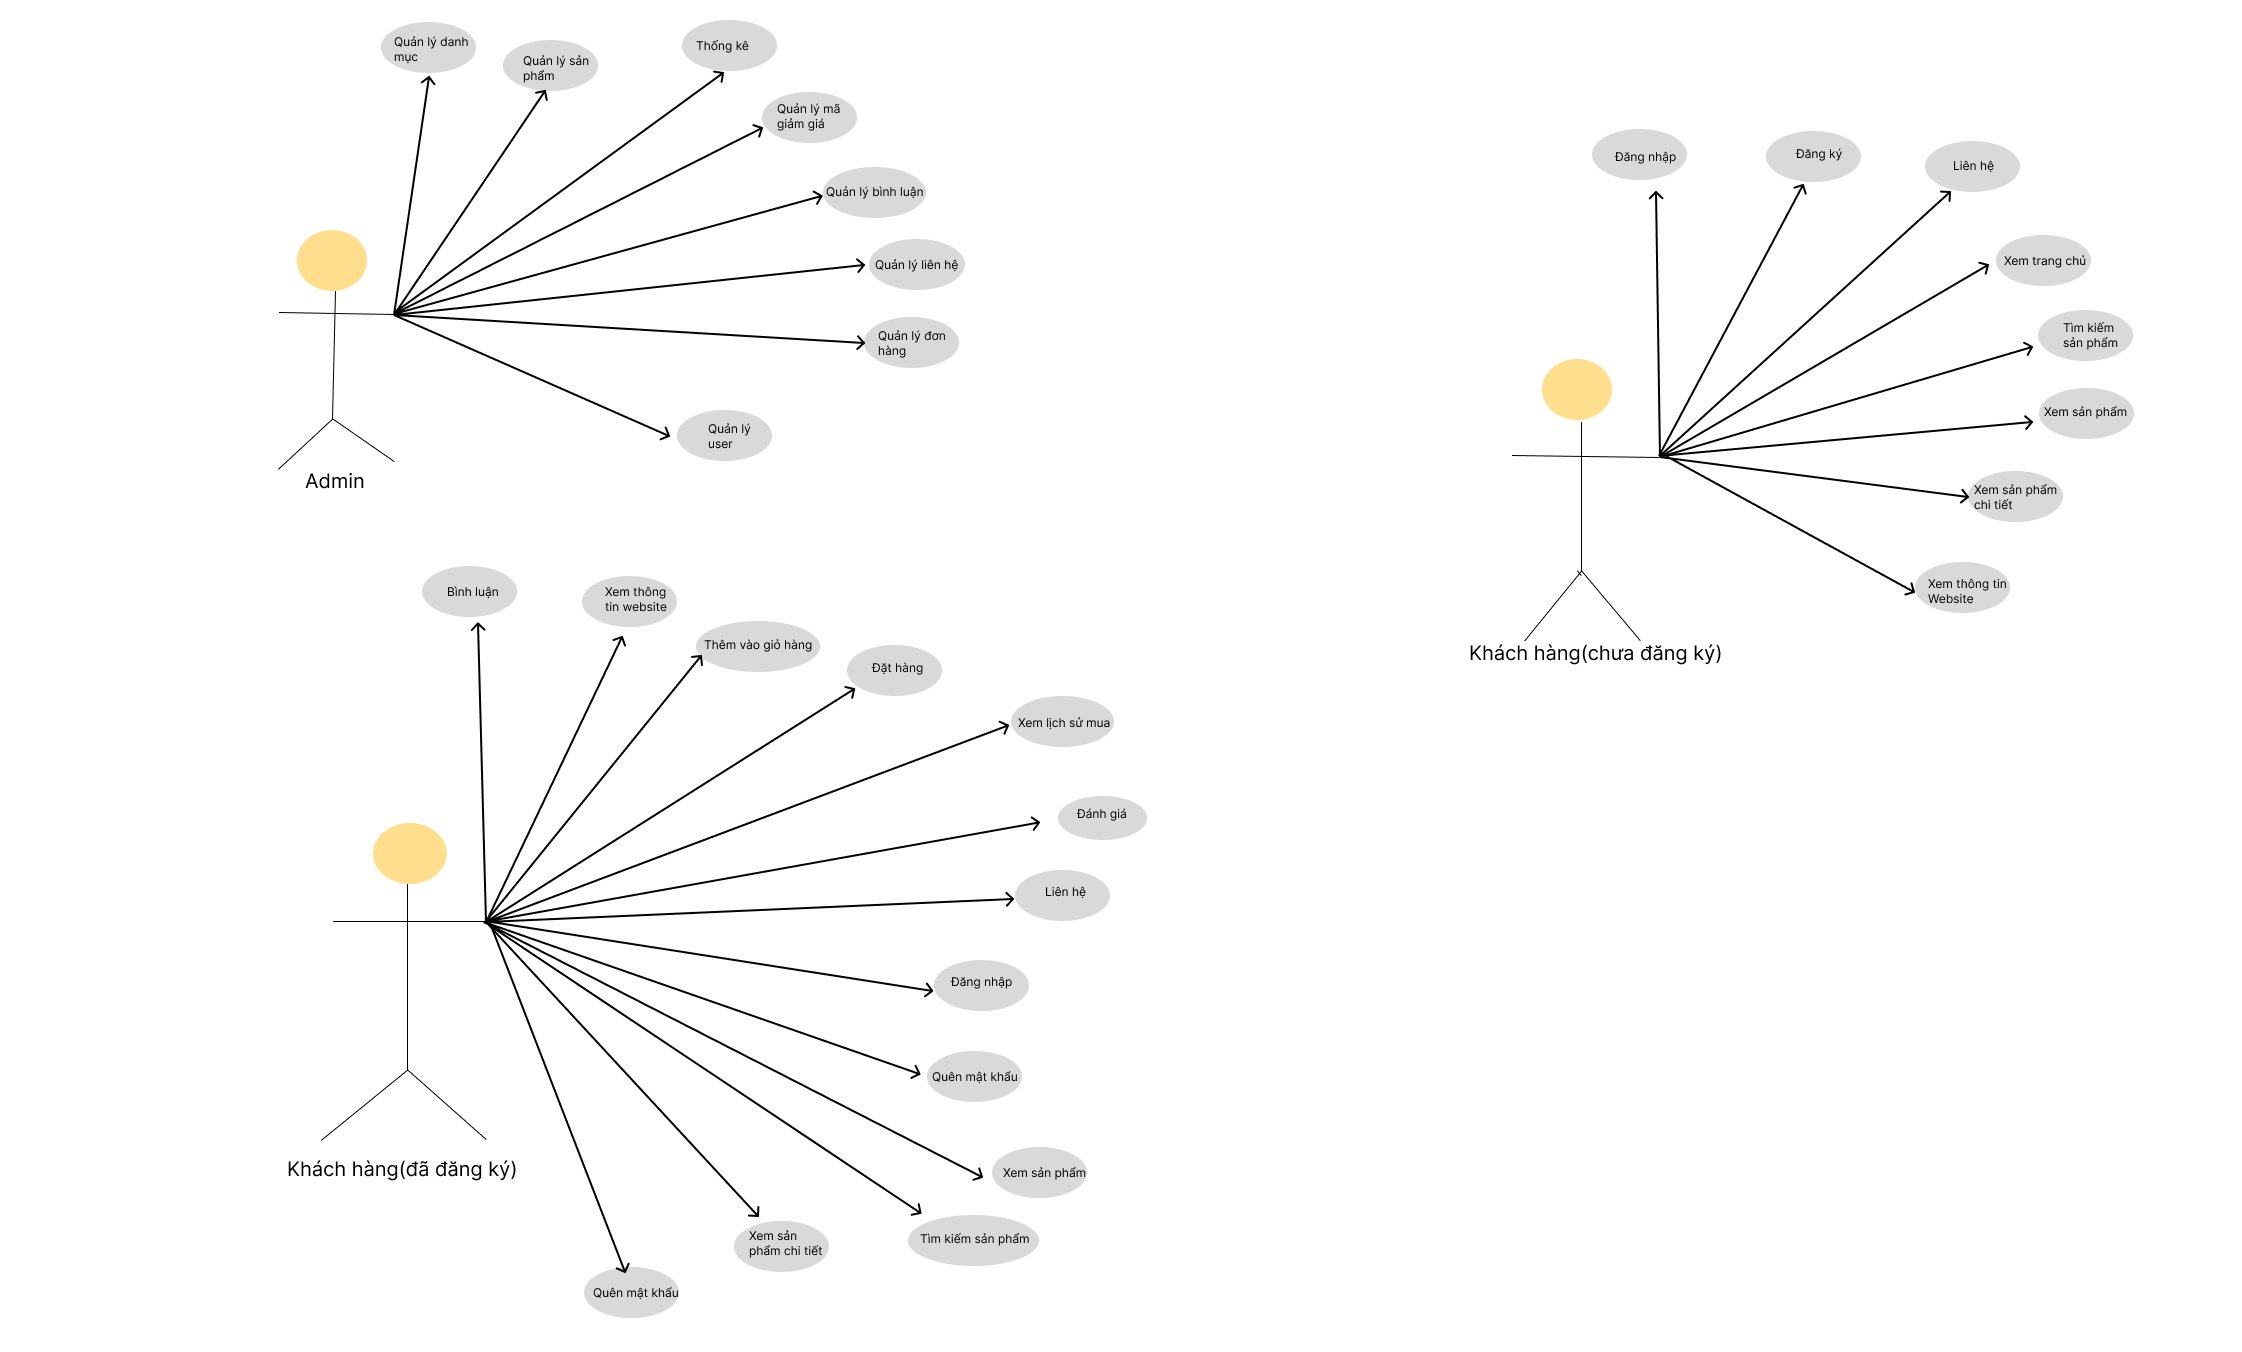 Quản lý danh
mục
Quản lý sản
phẩm
Thống kê
Quản lý mã
giảm giá
Quản lý bình luận
Quản lý liên hệ
Quản lý đơn
hàng
Quản lý
user
Admin
Đăng nhập
Đăng ký
Liên hệ
Xem trang chủ
Tìm kiếm
sản phẩm
Xem sản phẩm
Xem sản phẩm
chi tiết
Xem thông tin
Website
Khách hàng(chưa đăng ký)
Bình luận
Xem thông
tin website
Thêm vào giỏ hàng
Đặt hàng
Xem lịch sử mua
Đánh giá
Liên hệ
Đăng nhập
Quên mật khẩu
Xem sản phẩm
Tìm kiếm sản phẩm
Xem sản
phẩm chi tiết
Quên mật khẩu
Khách hàng(đã đăng ký)